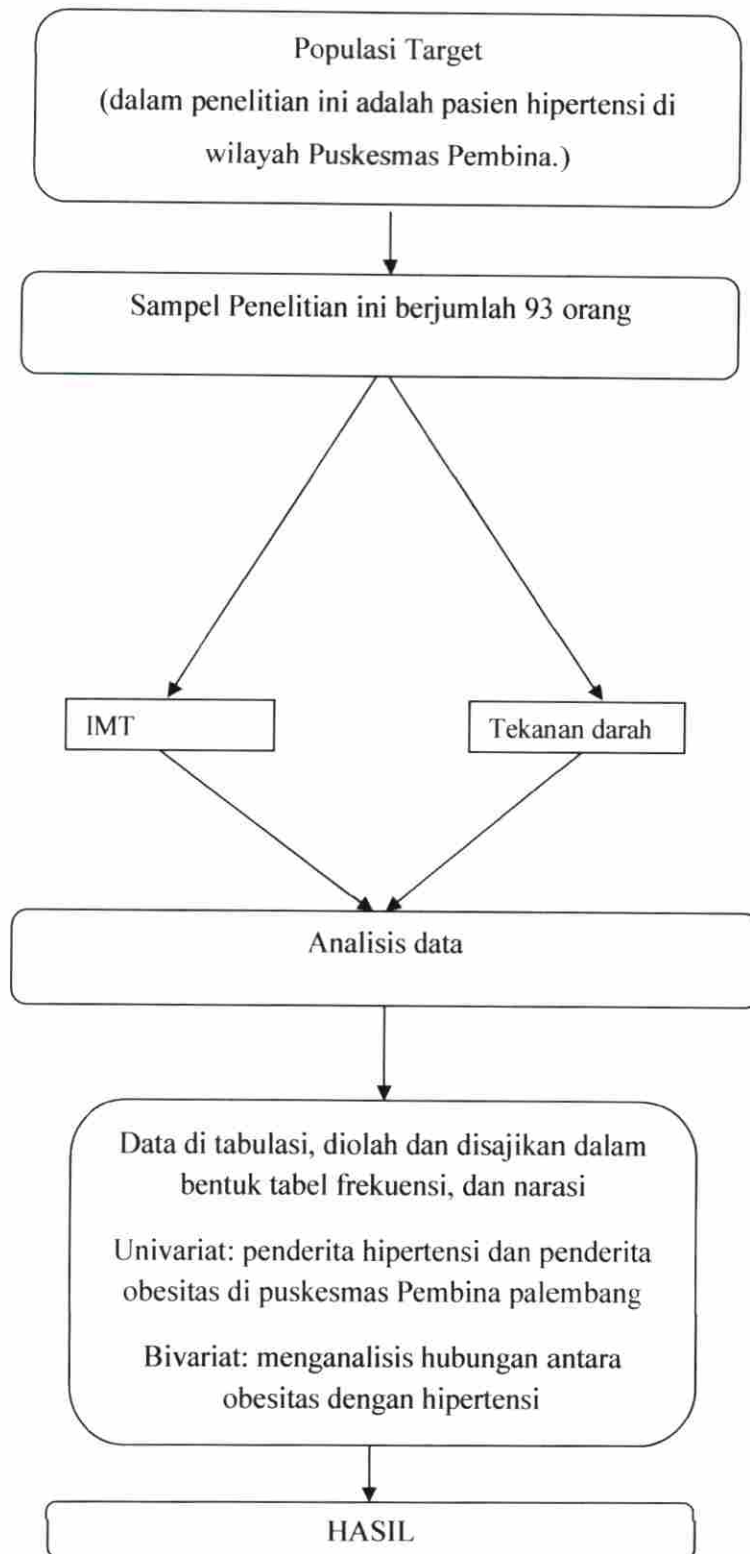 Populasi Target
(dalam penelitian ini adalah pasien hipertensi di
wilayah Puskesmas Pembina.)
Sampel Penelitian ini berjumlah 93 orang
IMT
Tekanan darah
Analisis data
Data di tabulasi, diolah dan disajikan dalam
bentuk tabel frekuensi, dan narasi
Univariat: penderita hipertensi dan penderita
obesitas di puskesmas Pembina palembang
Bivariat: menganalisis hubungan antara
obesitas dengan hipertensi
HASIL